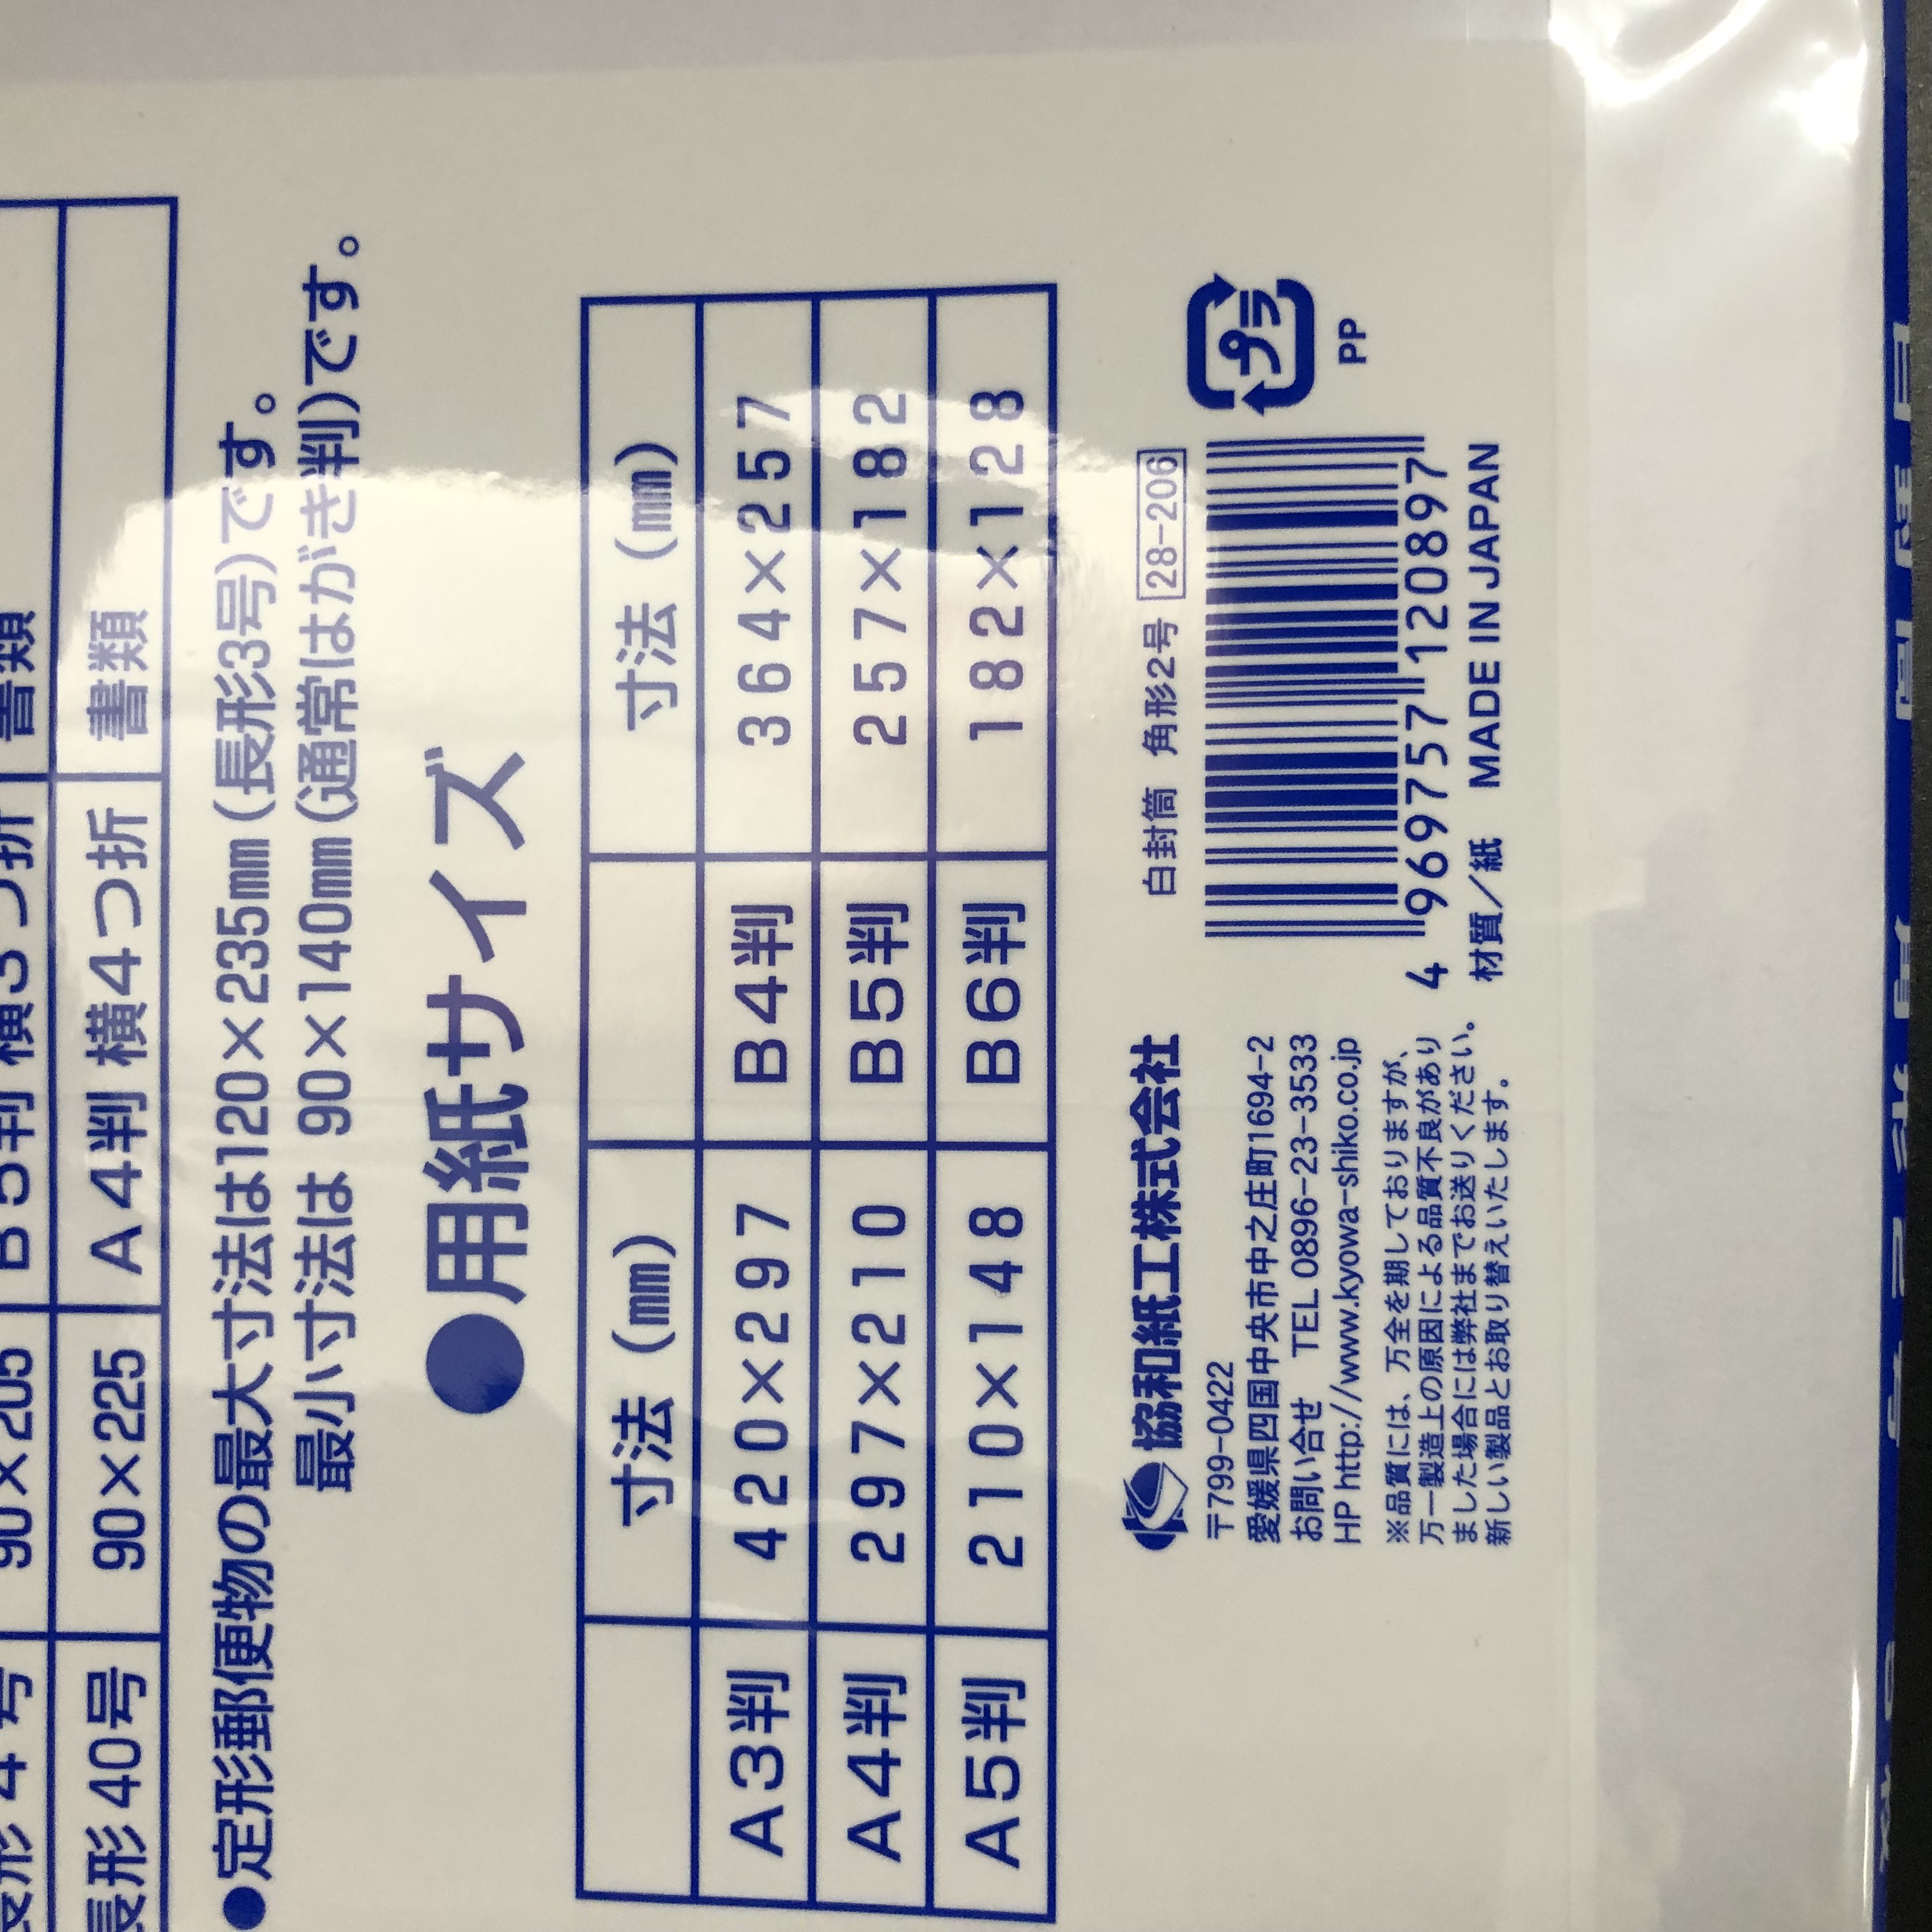 90×205 B5判 横3つ折 書類
長形40号 90×225 A4判 横4つ折 書類
●定形郵便物の最大寸法は120×235㎜(長形3号)です。
最小寸法は 90×140㎜(通常はがき判)です。
●用紙サイズ
寸法(㎜) 寸法(㎜)
A3判 420×297 B4判 364×257
A4判 297×210 B5判 257×182
A5判 210×148 B6判 182×128
協和紙工株式会社
〒799-0422
愛媛県四国中央市中之庄町1694-2
お問い合せ TEL 0896-23-3533
HP http://www.kyowa-shiko.co.jp
※品質には、万全を期しておりますが、
万一製造上の原因による品質不良があり
ました場合には弊社までお送りください。
新しい製品とお取り替えいたします。
白封筒 角形2号 28-206
4 969757 120897
材質／紙 MADE IN JAPAN
プラ
PP